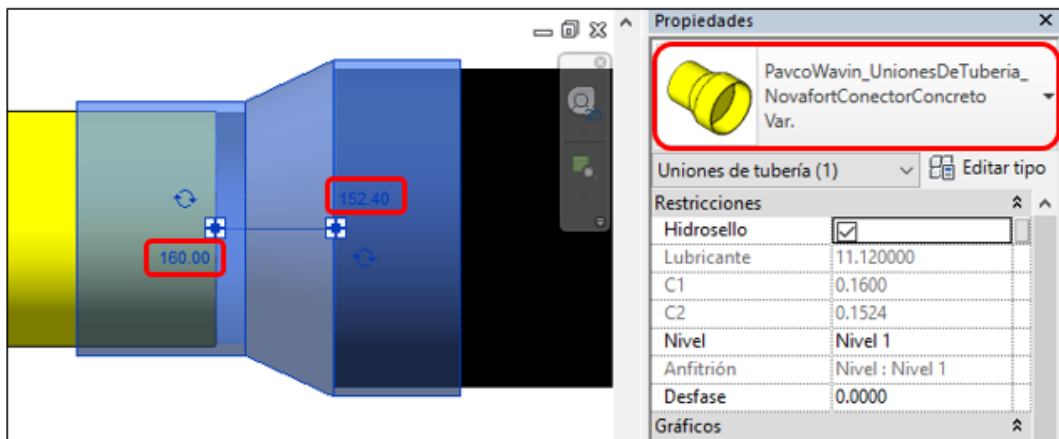 152.40
160.00
Propiedades
PavcoWavin_UnionesDeTuberia_
NovafortConectorConcreto
Var.
Uniones de tubería (1)
Editar tipo
Restricciones
Hidrosello
Lubricante 11.120000
C1 0.1600
C2 0.1524
Nivel Nivel 1
Anfitrión Nivel : Nivel 1
Desfase 0.0000
Gráficos